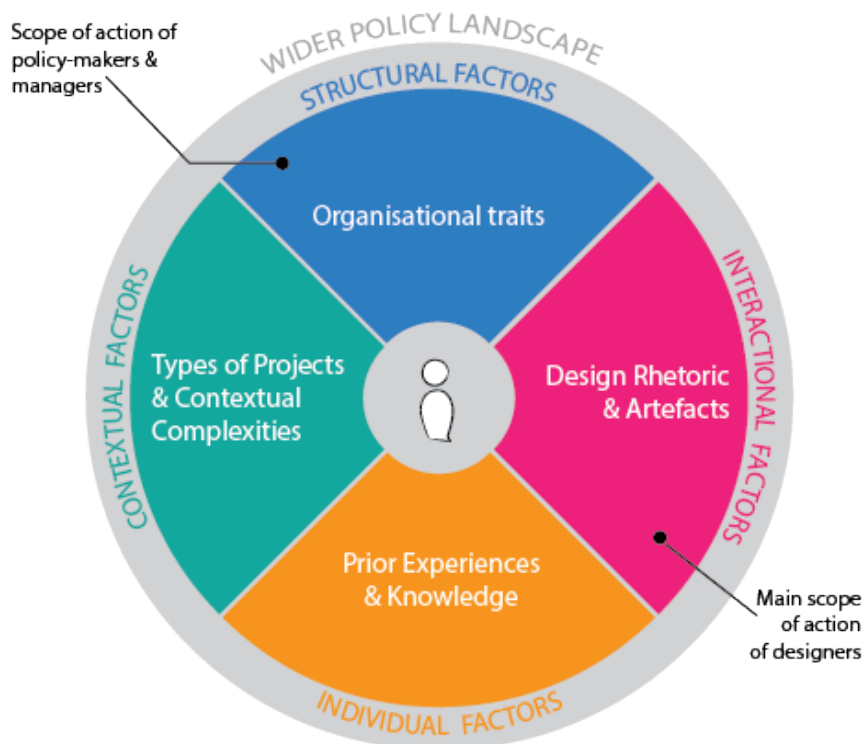 Scope of action of
policy-makers &
managers
WIDER POLICY LANDSCAPE
STRUCTURAL FACTORS
Organisational traits
CONTEXTUAL FACTORS
Types of Projects
& Contextual
Complexities
Design Rhetoric
& Artefacts
INTERACTIONAL FACTORS
Prior Experiences
& Knowledge
Main scope
of action
of designers
INDIVIDUAL FACTORS